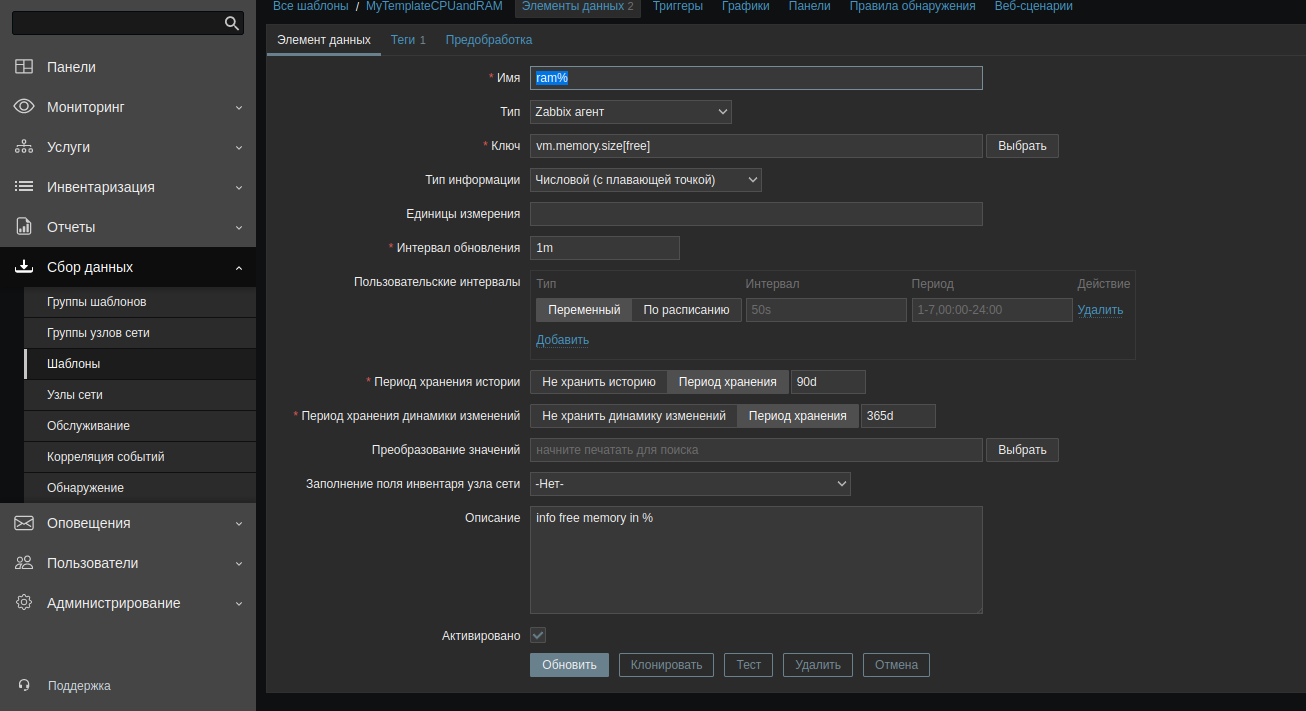 Все шаблоны / MyTemplateCPUandRAM Элементы данных 2 Триггеры Графики Панели Правила обнаружения Веб-сценарии
Элемент данных Теги 1 Предобработка
Панели
Мониторинг
Услуги
Инвентаризация
Отчеты
Сбор данных
Группы шаблонов
Группы узлов сети
Шаблоны
Узлы сети
Обслуживание
Корреляция событий
Обнаружение
Оповещения
Пользователи
Администрирование
Поддержка
* Имя ram%
Тип Zabbix агент
* Ключ vm.memory.size[free] Выбрать
Тип информации Числовой (с плавающей точкой)
Единицы измерения
* Интервал обновления 1m
Пользовательские интервалы Тип Интервал Период Действие
Переменный По расписанию 50s 1-7,00:00-24:00 Удалить
Добавить
* Период хранения истории Не хранить историю Период хранения 90d
* Период хранения динамики изменений Не хранить динамику изменений Период хранения 365d
Преобразование значений начните печатать для поиска Выбрать
Заполнение поля инвентаря узла сети -Нет-
Описание info free memory in %
Активировано
Обновить Клонировать Тест Удалить Отмена